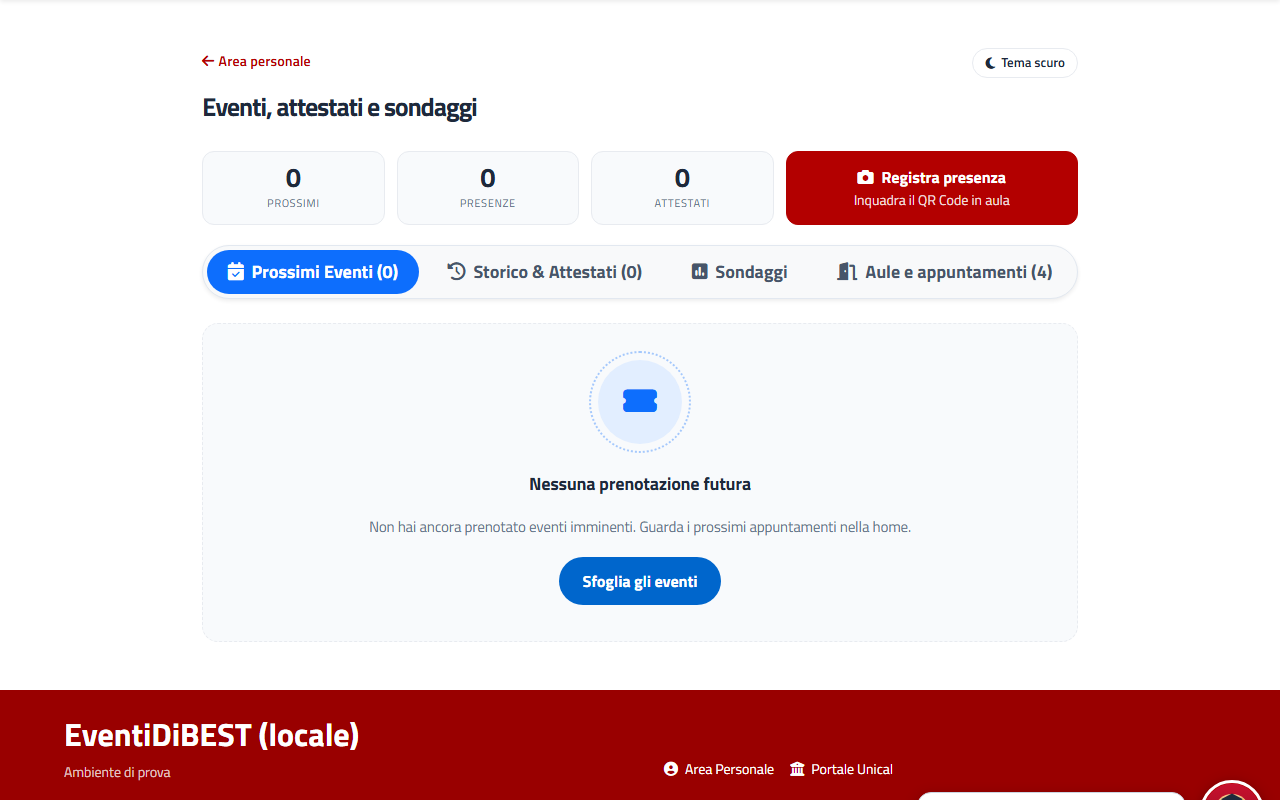 Area personale
Tema scuro
Eventi, attestati e sondaggi
0
PROSSIMI
0
PRESENZE
0
ATTESTATI
Registra presenza
Inquadra il QR Code in aula
Prossimi Eventi (0)
Storico & Attestati (0)
Sondaggi
Aule e appuntamenti (4)
Nessuna prenotazione futura
Non hai ancora prenotato eventi imminenti. Guarda i prossimi appuntamenti nella home.
Sfoglia gli eventi
EventiDiBEST (locale)
Ambiente di prova
Area Personale
Portale Unical